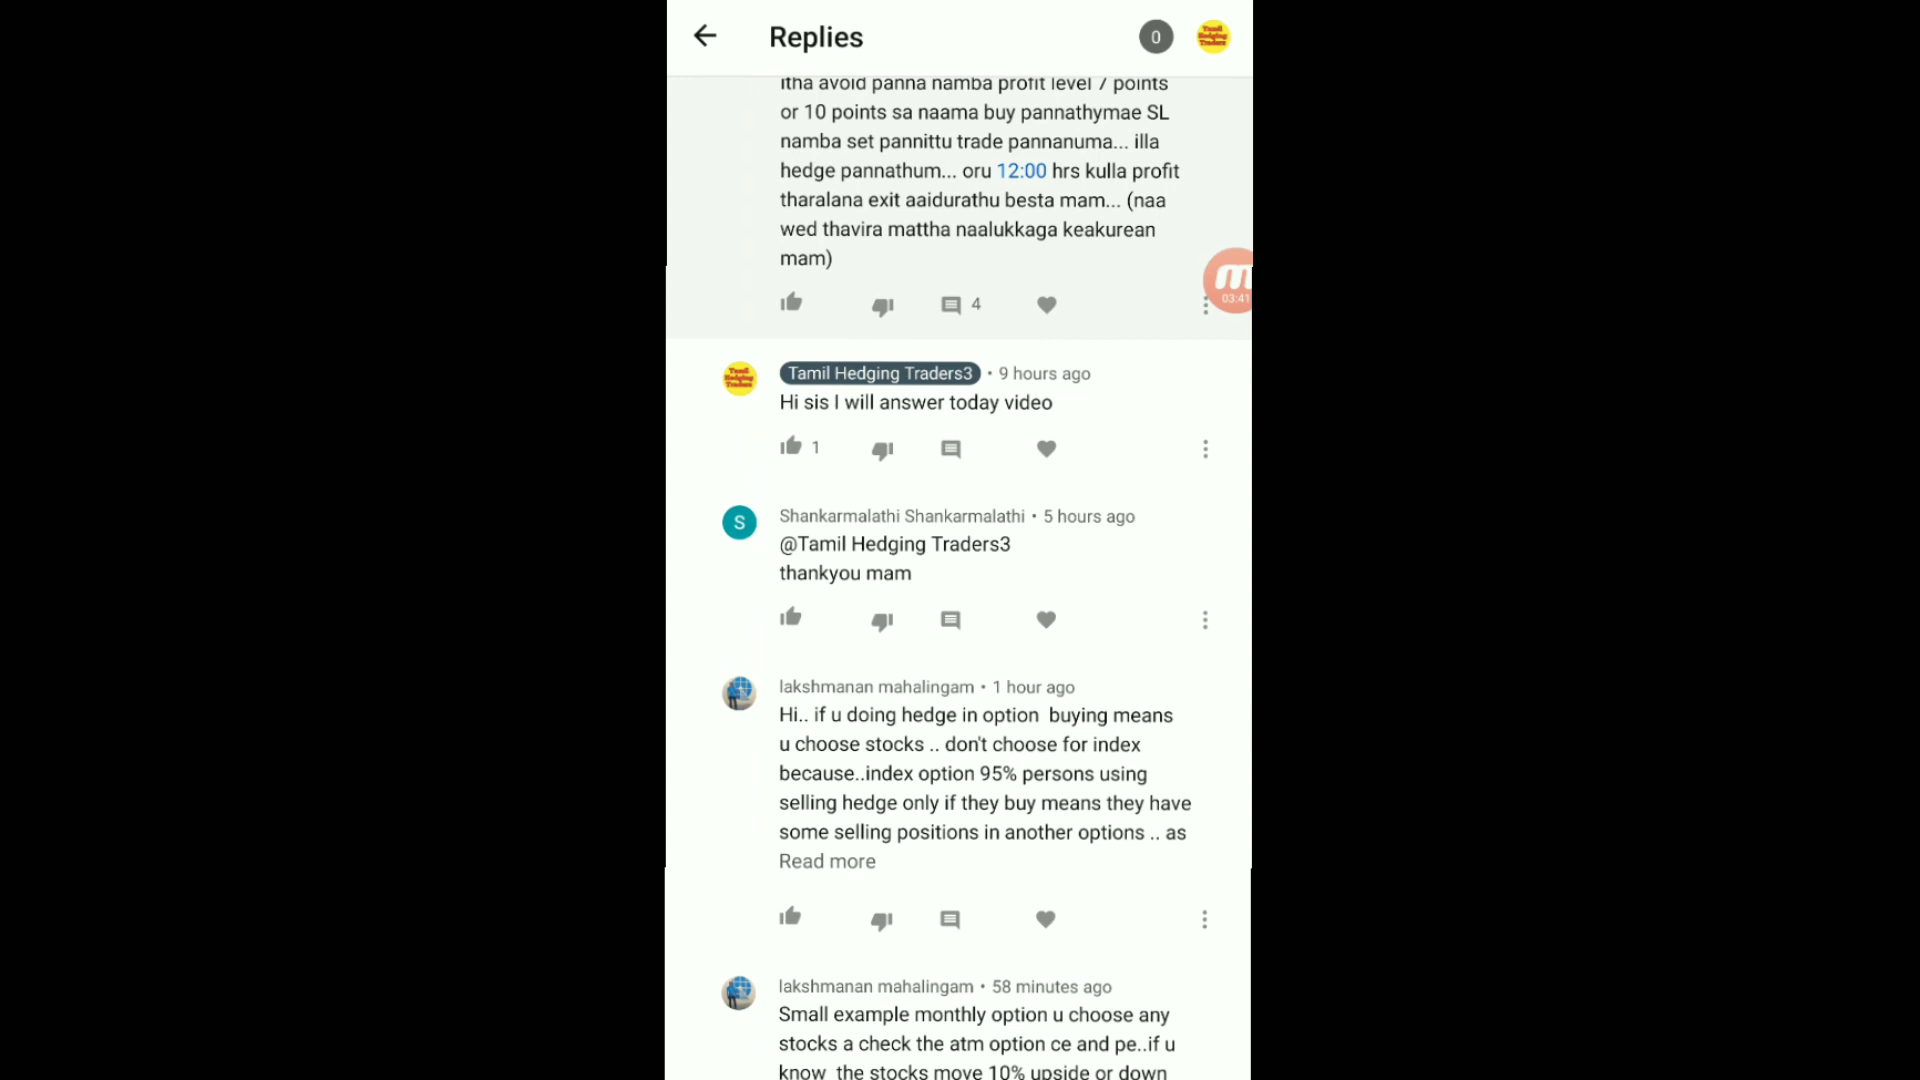 Replies
0
Tamil
Hedging
Traders
itha avoid panna namba profit level 7 points
or 10 points sa naama buy pannathymae SL
namba set pannittu trade pannanuma... illa
hedge pannathum... oru 12:00 hrs kulla profit
tharalana exit aaidurathu besta mam... (naa
wed thavira mattha naalukkaga keakurean
mam)
03:41
4
Tamil
Hedging
Traders
Tamil Hedging Traders3 • 9 hours ago
Hi sis I will answer today video
1
S
Shankarmalathi Shankarmalathi • 5 hours ago
@Tamil Hedging Traders3
thankyou mam
lakshmanan mahalingam • 1 hour ago
Hi.. if u doing hedge in option buying means
u choose stocks .. don't choose for index
because..index option 95% persons using
selling hedge only if they buy means they have
some selling positions in another options .. as
Read more
lakshmanan mahalingam • 58 minutes ago
Small example monthly option u choose any
stocks a check the atm option ce and pe..if u
know the stocks move 10% upside or down